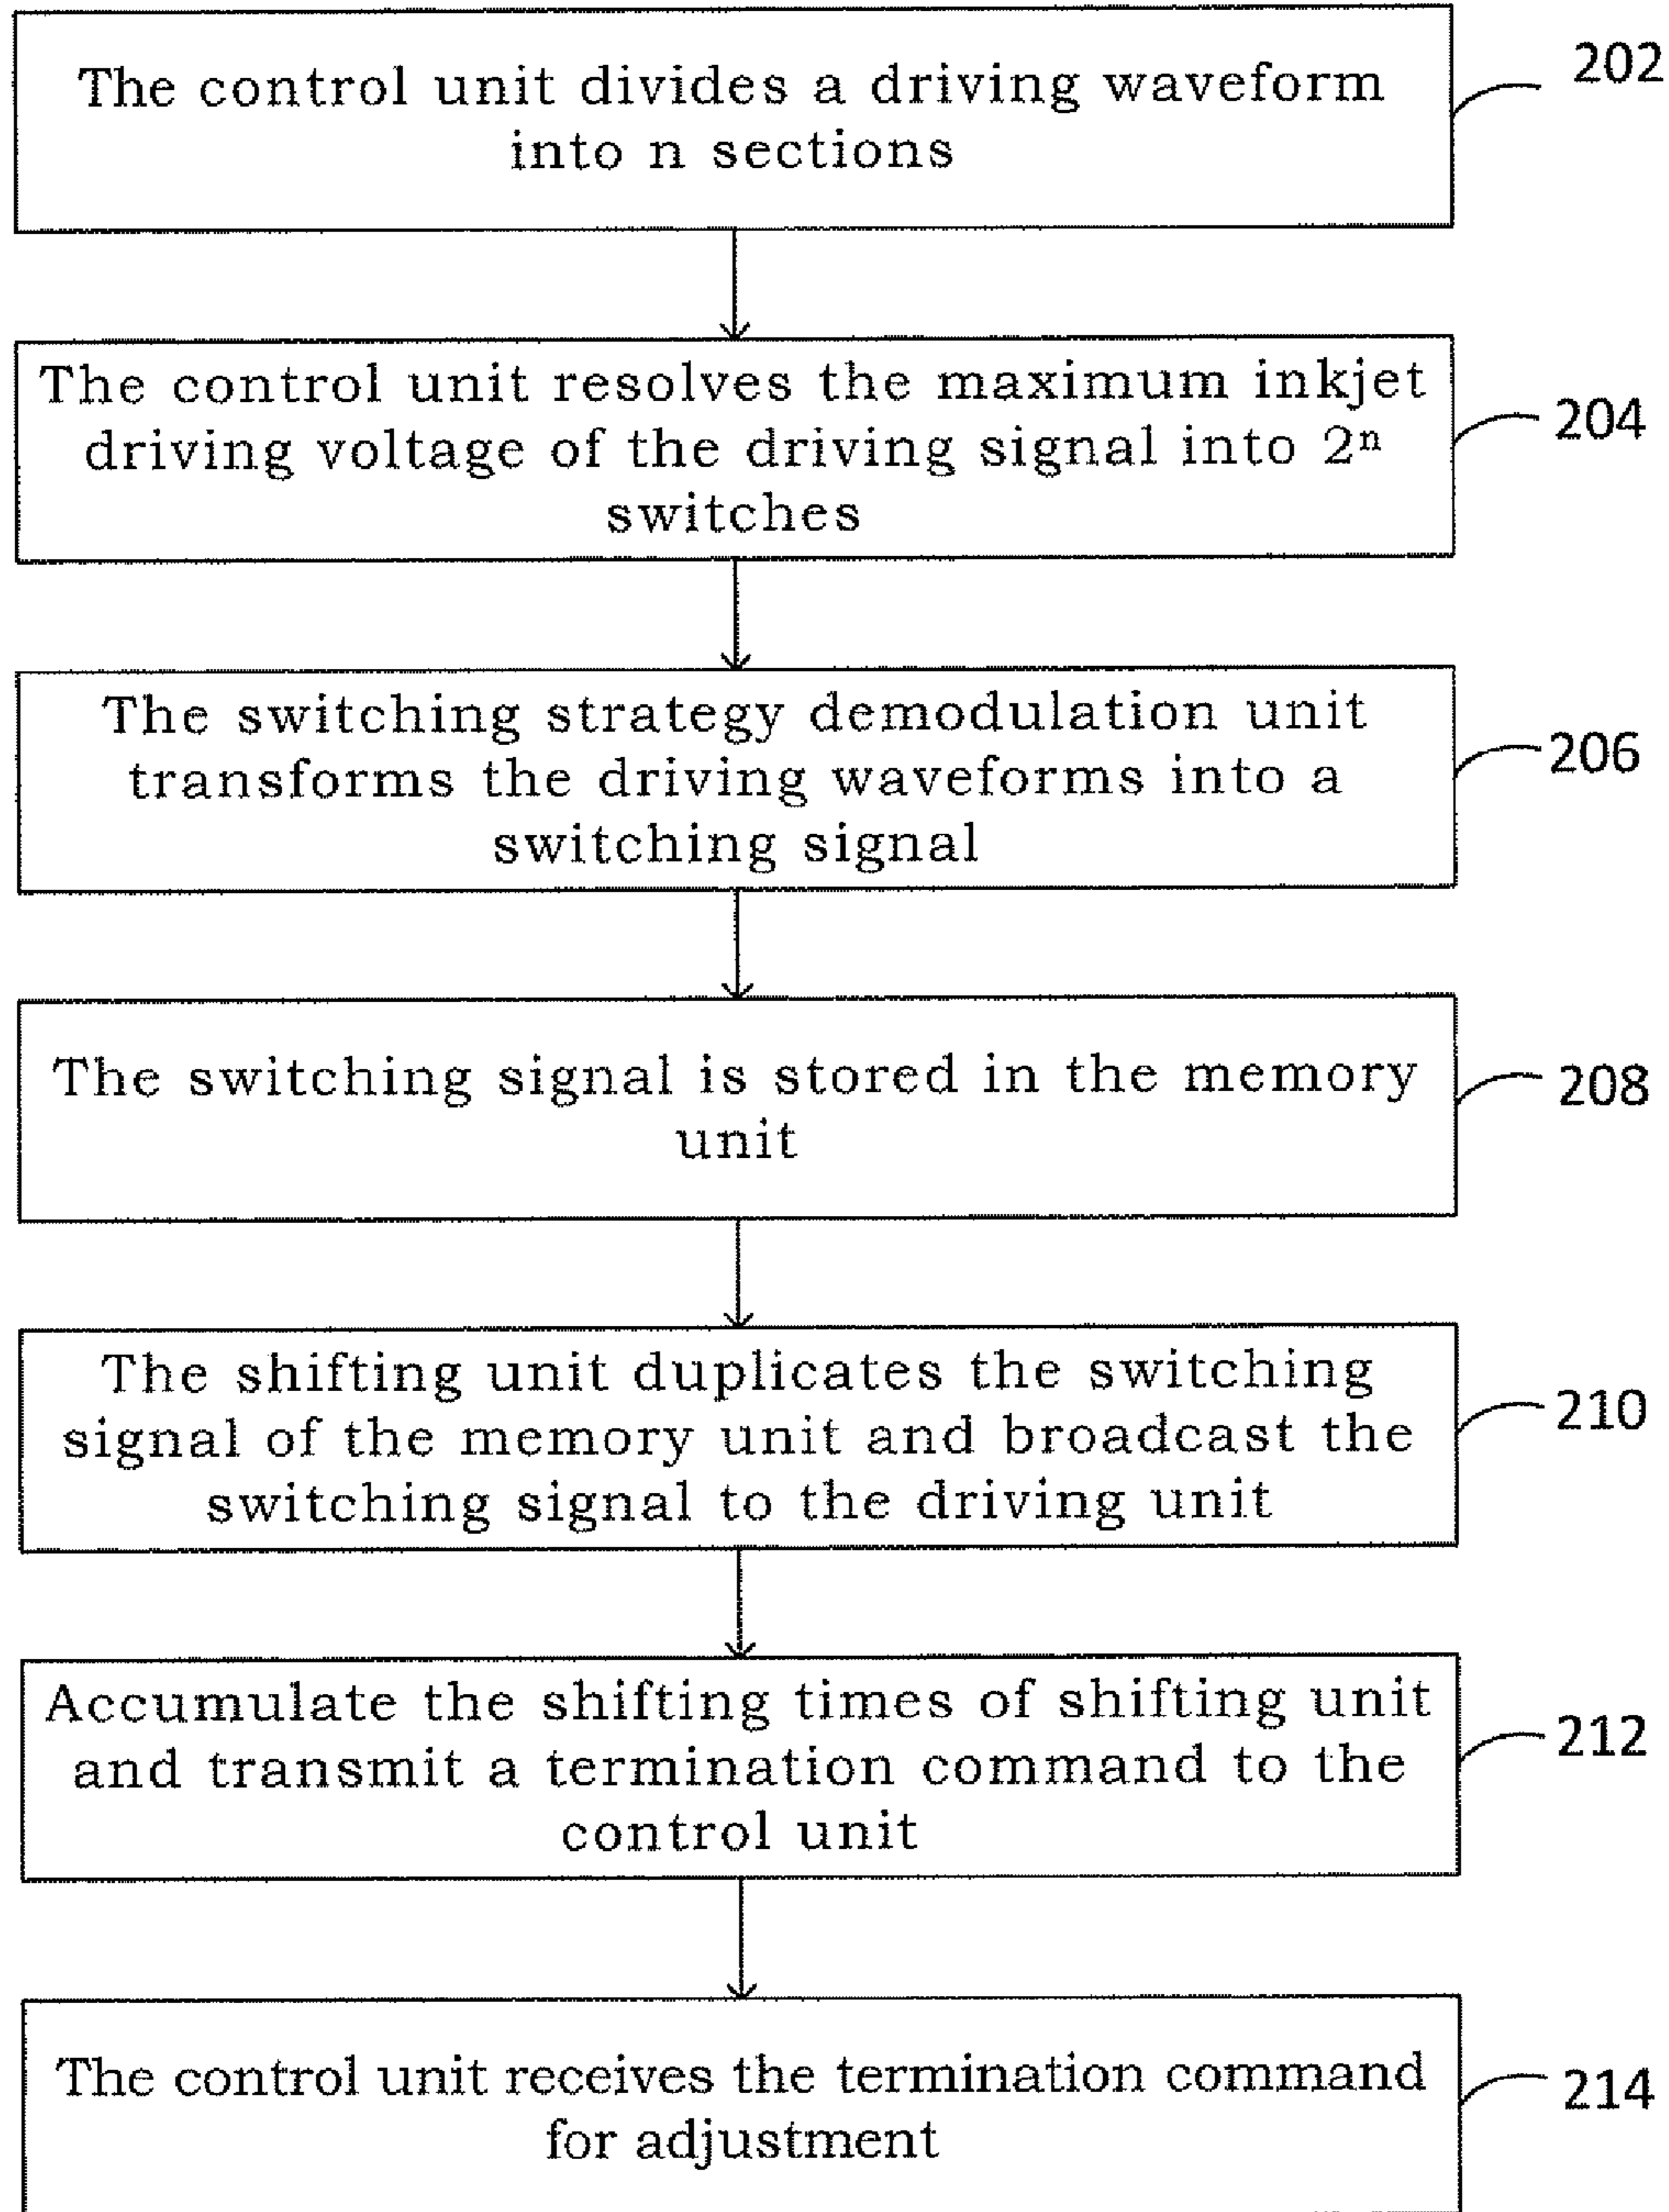 The control unit divides a driving waveform
into n sections
202
The control unit resolves the maximum inkjet
driving voltage of the driving signal into 2ⁿ
switches
204
The switching strategy demodulation unit
transforms the driving waveforms into a
switching signal
206
The switching signal is stored in the memory
unit
208
The shifting unit duplicates the switching
signal of the memory unit and broadcast the
switching signal to the driving unit
210
Accumulate the shifting times of shifting unit
and transmit a termination command to the
control unit
212
The control unit receives the termination command
for adjustment
214